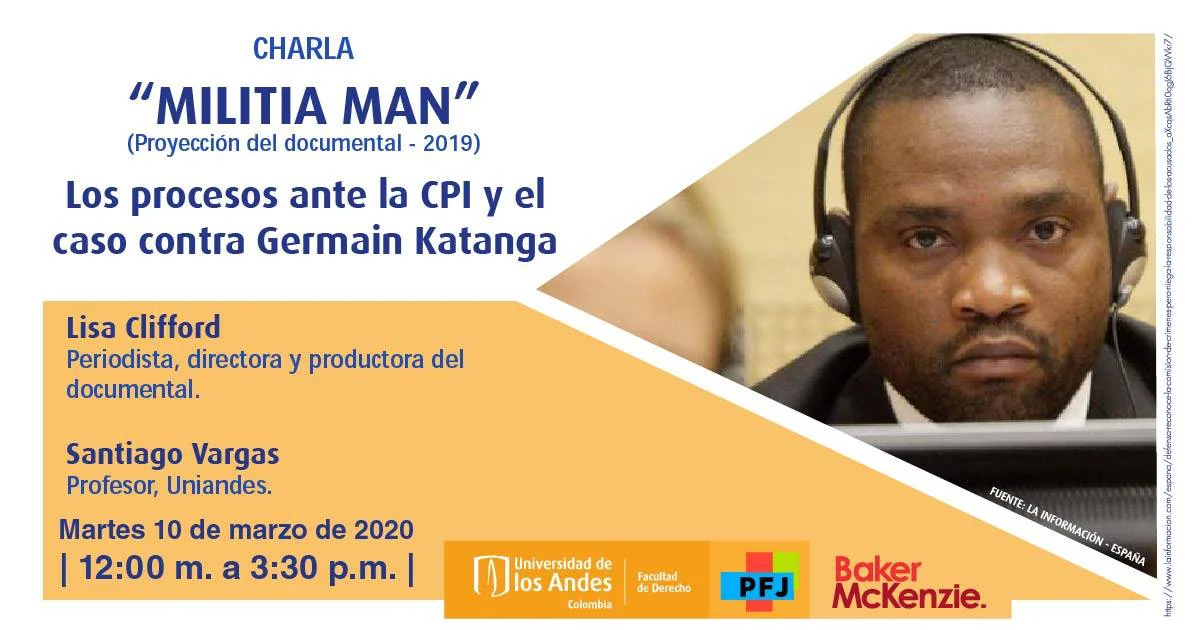 CHARLA
“MILITIA MAN”
(Proyección del documental - 2019)
Los procesos ante la CPI y el
caso contra Germain Katanga
Lisa Clifford
Periodista, directora y productora del
documental.
Santiago Vargas
Profesor, Uniandes.
Martes 10 de marzo de 2020
| 12:00 m. a 3:30 p.m. |
Universidad de
los Andes
Colombia
Facultad
de Derecho
PFJ
Baker
McKenzie.
FUENTE: LA INFORMACIÓN - ESPAÑA